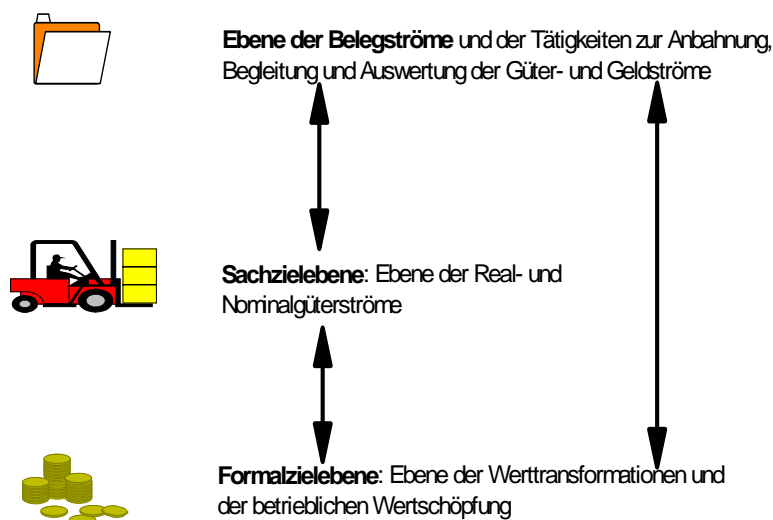 Ebene der Belegströme und der Tätigkeiten zur Anbahnung,
Begleitung und Auswertung der Güter- und Geldströme
Sachzielebene: Ebene der Real- und
Nominalgüterströme
Formalzielebene: Ebene der Werttransformationen und
der betrieblichen Wertschöpfung